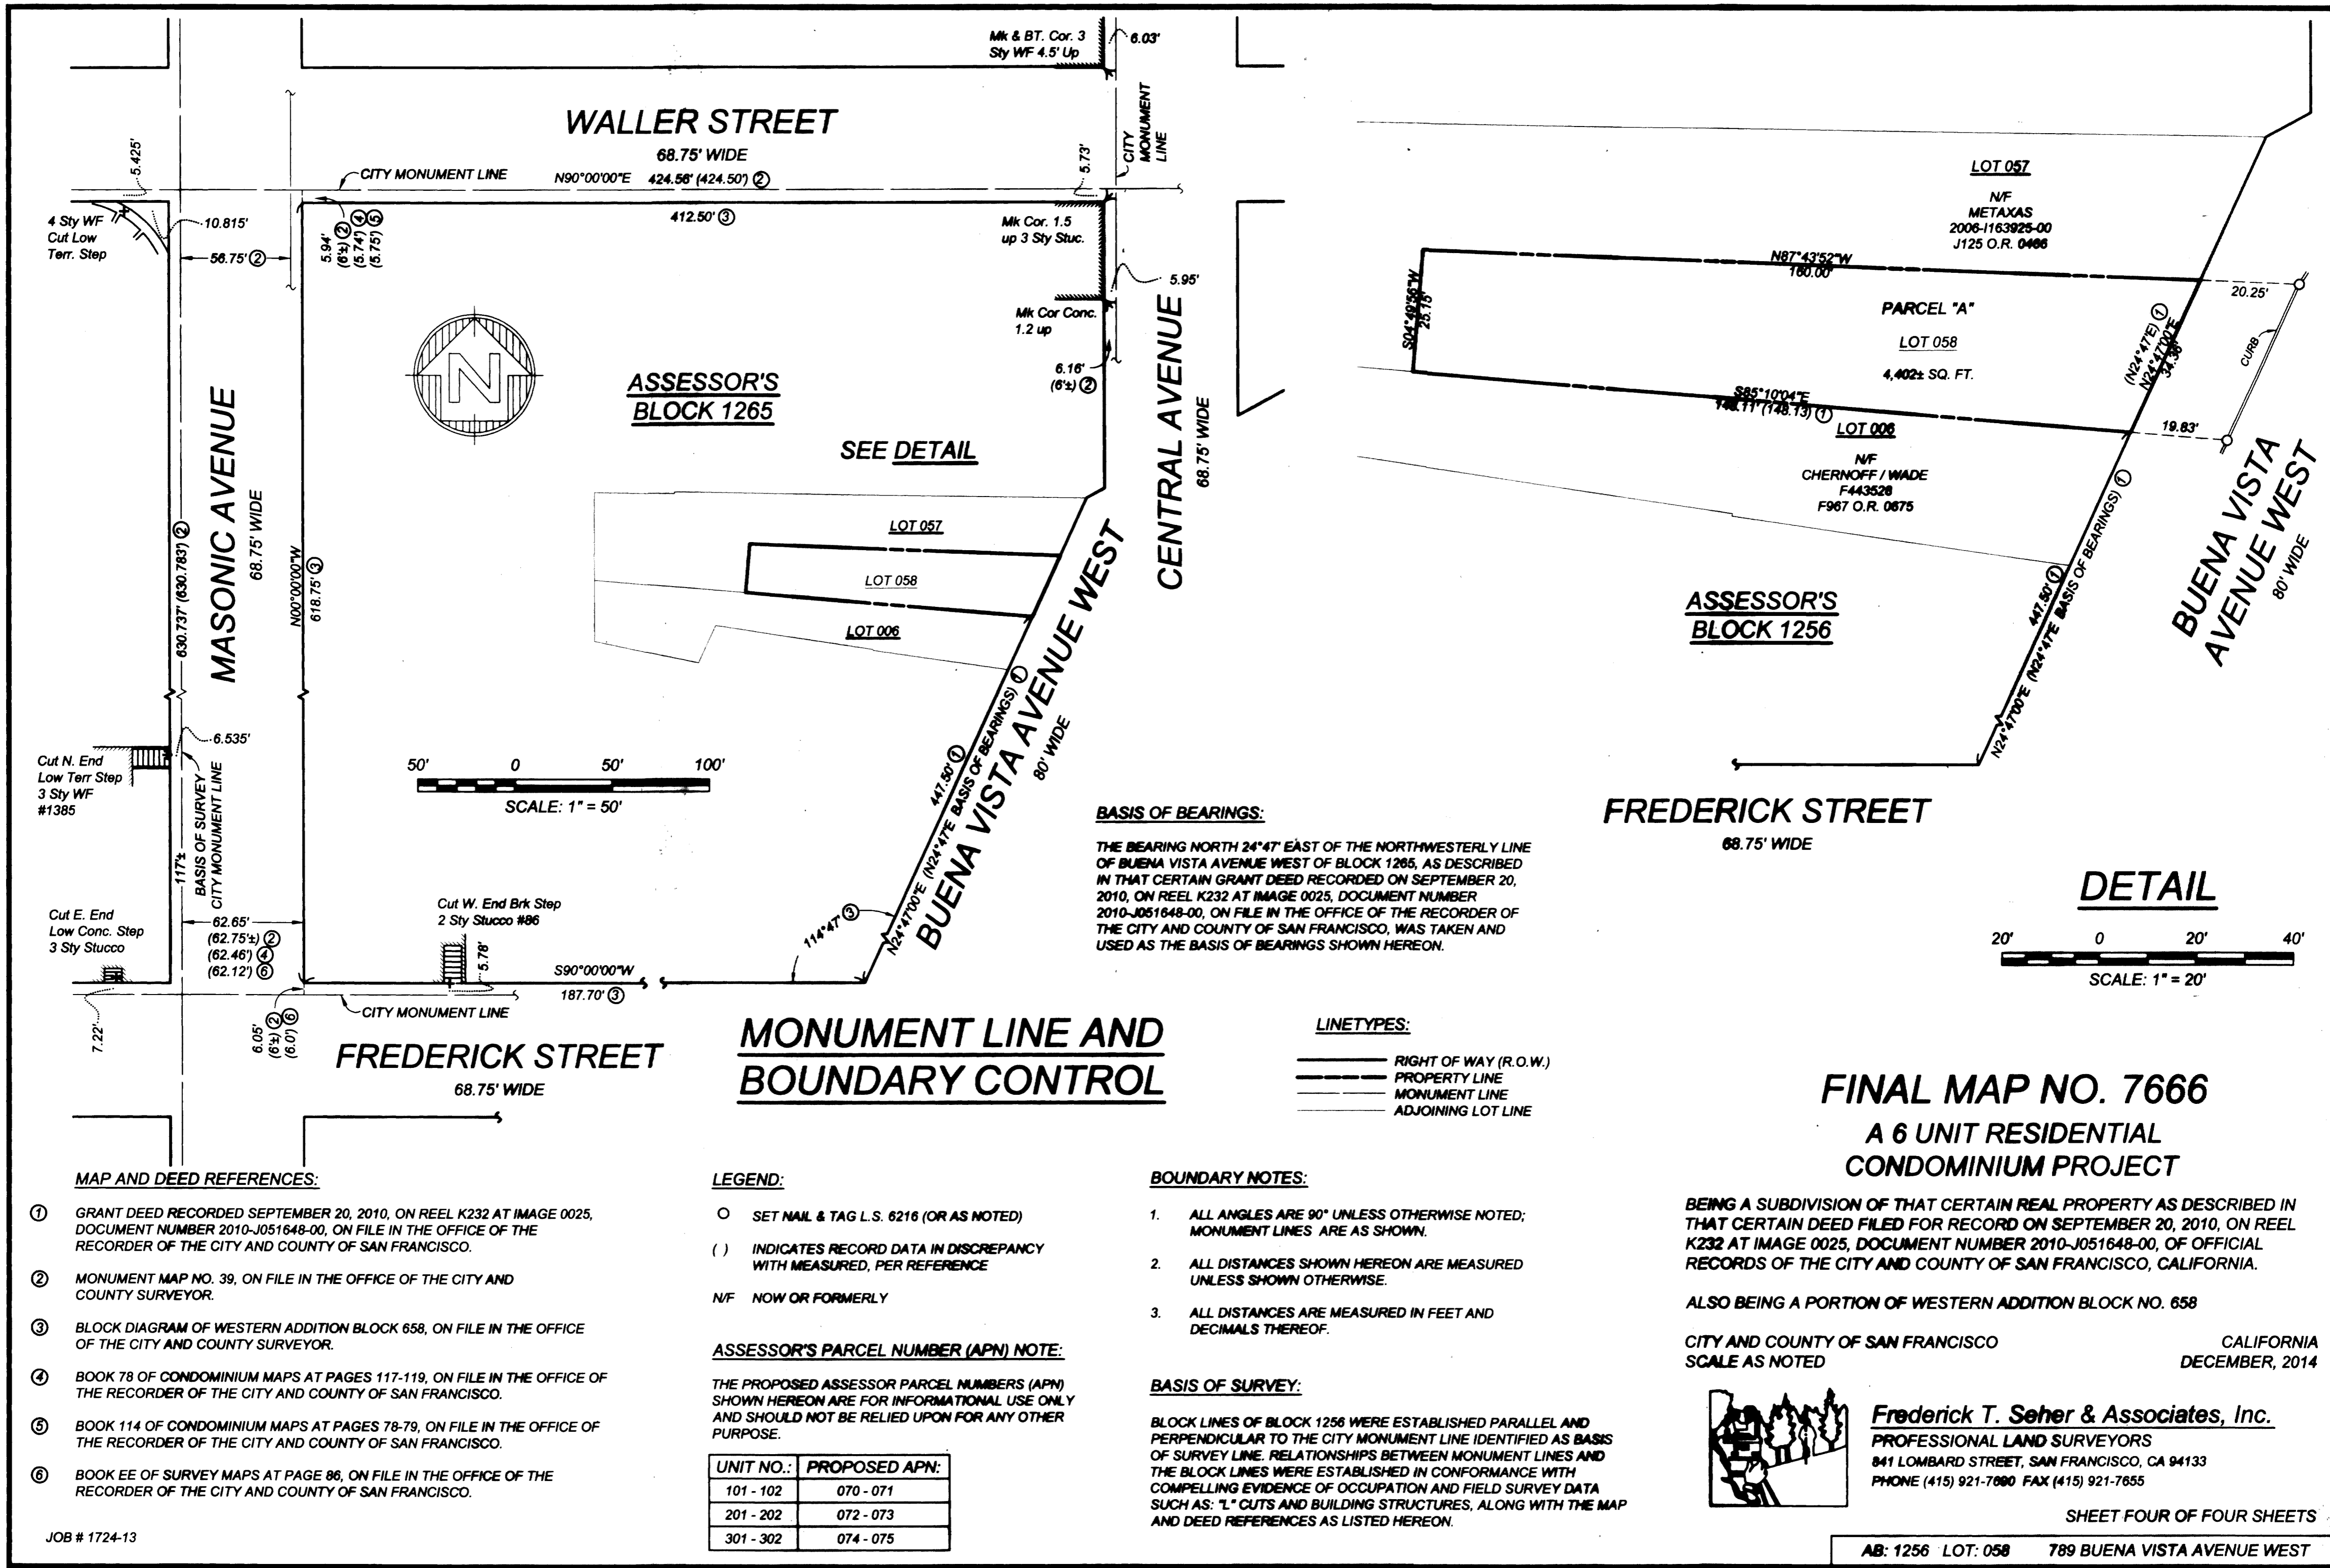 Mk & BT. Cor. 3
Sty WF 4.5' Up
6.03'
WALLER STREET
68.75' WIDE
CITY MONUMENT LINE
N90°00'00"E 424.56' (424.50') ②
412.50' ③
5.73'
CITY
MONUMENT
LINE
5.425'
4 Sty WF
Cut Low
Terr. Step
10.815'
56.75' ②
5.94'
(6'±) ②
(5.74') ④
(5.75') ⑤
Mk Cor. 1.5
up 3 Sty Stuc.
5.95'
Mk Cor Conc.
1.2 up
6.16'
(6'±) ②
N
ASSESSOR'S
BLOCK 1265
SEE DETAIL
CENTRAL AVENUE
68.75' WIDE
MASONIC AVENUE
68.75' WIDE
630.737' (630.783') ②
N00°00'00"W
618.75' ③
LOT 057
LOT 058
LOT 006
6.535'
Cut N. End
Low Terr Step
3 Sty WF
#1385
117'±
BASIS OF SURVEY
CITY MONUMENT LINE
50' 0 50' 100'
SCALE: 1" = 50'
447.50' ①
N24°47'00"E (N24°47'E BASIS OF BEARINGS) ①
BUENA VISTA AVENUE WEST
80' WIDE
Cut E. End
Low Conc. Step
3 Sty Stucco
62.65'
(62.75'±) ②
(62.46') ④
(62.12') ⑥
Cut W. End Brk Step
2 Sty Stucco #86
5.78'
114°47' ③
S90°00'00"W
187.70' ③
CITY MONUMENT LINE
7.22'
6.05'
(6'±) ②
(6.0') ⑥
FREDERICK STREET
68.75' WIDE
MONUMENT LINE AND
BOUNDARY CONTROL
LOT 057
N/F
METAXAS
2006-I163925-00
J125 O.R. 0466
N87°43'52"W
160.00'
20.25'
S04°49'56"W
25.15'
PARCEL "A"
LOT 058
4,402± SQ. FT.
(N24°47'E) ①
N24°47'00"E
34.36'
CURB
S85°10'04"E
148.11' (148.13) ①
19.83'
LOT 006
N/F
CHERNOFF / WADE
F443526
F967 O.R. 0675
447.50' ①
N24°47'00"E (N24°47'E BASIS OF BEARINGS) ①
BUENA VISTA
AVENUE WEST
80' WIDE
ASSESSOR'S
BLOCK 1256
FREDERICK STREET
68.75' WIDE
DETAIL
20' 0 20' 40'
SCALE: 1" = 20'
BASIS OF BEARINGS:
THE BEARING NORTH 24°47' EAST OF THE NORTHWESTERLY LINE
OF BUENA VISTA AVENUE WEST OF BLOCK 1265, AS DESCRIBED
IN THAT CERTAIN GRANT DEED RECORDED ON SEPTEMBER 20,
2010, ON REEL K232 AT IMAGE 0025, DOCUMENT NUMBER
2010-J051648-00, ON FILE IN THE OFFICE OF THE RECORDER OF
THE CITY AND COUNTY OF SAN FRANCISCO, WAS TAKEN AND
USED AS THE BASIS OF BEARINGS SHOWN HEREON.
LINETYPES:
RIGHT OF WAY (R.O.W.)
PROPERTY LINE
MONUMENT LINE
ADJOINING LOT LINE
MAP AND DEED REFERENCES:
① GRANT DEED RECORDED SEPTEMBER 20, 2010, ON REEL K232 AT IMAGE 0025,
DOCUMENT NUMBER 2010-J051648-00, ON FILE IN THE OFFICE OF THE
RECORDER OF THE CITY AND COUNTY OF SAN FRANCISCO.
② MONUMENT MAP NO. 39, ON FILE IN THE OFFICE OF THE CITY AND
COUNTY SURVEYOR.
③ BLOCK DIAGRAM OF WESTERN ADDITION BLOCK 658, ON FILE IN THE OFFICE
OF THE CITY AND COUNTY SURVEYOR.
④ BOOK 78 OF CONDOMINIUM MAPS AT PAGES 117-119, ON FILE IN THE OFFICE OF
THE RECORDER OF THE CITY AND COUNTY OF SAN FRANCISCO.
⑤ BOOK 114 OF CONDOMINIUM MAPS AT PAGES 78-79, ON FILE IN THE OFFICE OF
THE RECORDER OF THE CITY AND COUNTY OF SAN FRANCISCO.
⑥ BOOK EE OF SURVEY MAPS AT PAGE 86, ON FILE IN THE OFFICE OF THE
RECORDER OF THE CITY AND COUNTY OF SAN FRANCISCO.
JOB # 1724-13
LEGEND:
O SET NAIL & TAG L.S. 6216 (OR AS NOTED)
( ) INDICATES RECORD DATA IN DISCREPANCY
WITH MEASURED, PER REFERENCE
N/F NOW OR FORMERLY
ASSESSOR'S PARCEL NUMBER (APN) NOTE:
THE PROPOSED ASSESSOR PARCEL NUMBERS (APN)
SHOWN HEREON ARE FOR INFORMATIONAL USE ONLY
AND SHOULD NOT BE RELIED UPON FOR ANY OTHER
PURPOSE.
UNIT NO.: PROPOSED APN:
101 - 102 070 - 071
201 - 202 072 - 073
301 - 302 074 - 075
BOUNDARY NOTES:
1. ALL ANGLES ARE 90° UNLESS OTHERWISE NOTED;
MONUMENT LINES ARE AS SHOWN.
2. ALL DISTANCES SHOWN HEREON ARE MEASURED
UNLESS SHOWN OTHERWISE.
3. ALL DISTANCES ARE MEASURED IN FEET AND
DECIMALS THEREOF.
BASIS OF SURVEY:
BLOCK LINES OF BLOCK 1256 WERE ESTABLISHED PARALLEL AND
PERPENDICULAR TO THE CITY MONUMENT LINE IDENTIFIED AS BASIS
OF SURVEY LINE. RELATIONSHIPS BETWEEN MONUMENT LINES AND
THE BLOCK LINES WERE ESTABLISHED IN CONFORMANCE WITH
COMPELLING EVIDENCE OF OCCUPATION AND FIELD SURVEY DATA
SUCH AS: "L" CUTS AND BUILDING STRUCTURES, ALONG WITH THE MAP
AND DEED REFERENCES AS LISTED HEREON.
FINAL MAP NO. 7666
A 6 UNIT RESIDENTIAL
CONDOMINIUM PROJECT
BEING A SUBDIVISION OF THAT CERTAIN REAL PROPERTY AS DESCRIBED IN
THAT CERTAIN DEED FILED FOR RECORD ON SEPTEMBER 20, 2010, ON REEL
K232 AT IMAGE 0025, DOCUMENT NUMBER 2010-J051648-00, OF OFFICIAL
RECORDS OF THE CITY AND COUNTY OF SAN FRANCISCO, CALIFORNIA.
ALSO BEING A PORTION OF WESTERN ADDITION BLOCK NO. 658
CITY AND COUNTY OF SAN FRANCISCO CALIFORNIA
SCALE AS NOTED DECEMBER, 2014
Frederick T. Seher & Associates, Inc.
PROFESSIONAL LAND SURVEYORS
841 LOMBARD STREET, SAN FRANCISCO, CA 94133
PHONE (415) 921-7690 FAX (415) 921-7655
SHEET FOUR OF FOUR SHEETS
AB: 1256 LOT: 058 789 BUENA VISTA AVENUE WEST